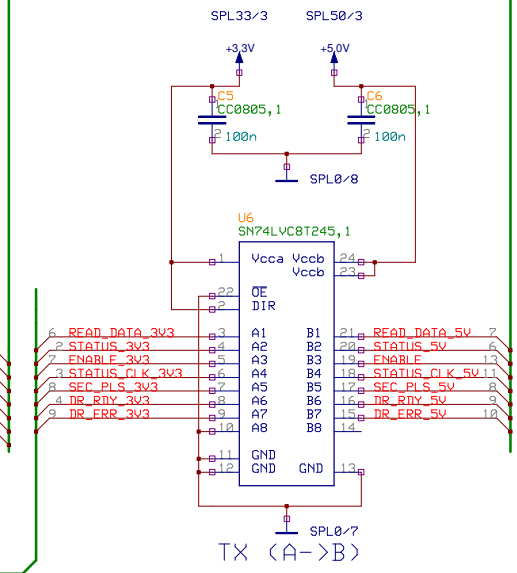 SPL33/3 SPL50/3
+3.3V +5.0V
C5 C6
1 CC0805,1 1 CC0805,1
2 100n 2 100n
SPL0/8
U6
SN74LVC8T245,1
1 Vcca Vccb 24
Vccb 23
22 OE
2 DIR
6 READ_DATA_3V3 3 A1 B1 21 READ_DATA_5V 7
2 STATUS_3V3 4 A2 B2 20 STATUS_5V 6
7 ENABLE_3V3 5 A3 B3 19 ENABLE 13
3 STATUS_CLK_3V3 6 A4 B4 18 STATUS_CLK_5V 11
8 SEC_PLS_3V3 7 A5 B5 17 SEC_PLS_5V 8
4 DR_RDY_3V3 8 A6 B6 16 DR_RDY_5V 9
9 DR_ERR_3V3 9 A7 B7 15 DR_ERR_5V 10
10 A8 B8 14
11 GND
12 GND GND 13
SPL0/7
TX (A->B)